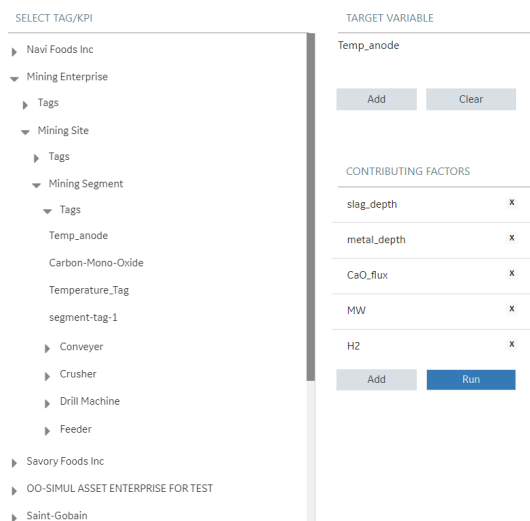 SELECT TAG/KPI
Navi Foods Inc
Mining Enterprise
Tags
Mining Site
Tags
Mining Segment
Tags
Temp_anode
Carbon-Mono-Oxide
Temperature_Tag
segment-tag-1
Conveyer
Crusher
Drill Machine
Feeder
Savory Foods Inc
OO-SIMUL ASSET ENTERPRISE FOR TEST
Saint-Gobain
TARGET VARIABLE
Temp_anode
Add Clear
CONTRIBUTING FACTORS
slag_depth x
metal_depth x
CaO_flux x
MW x
H2 x
Add Run